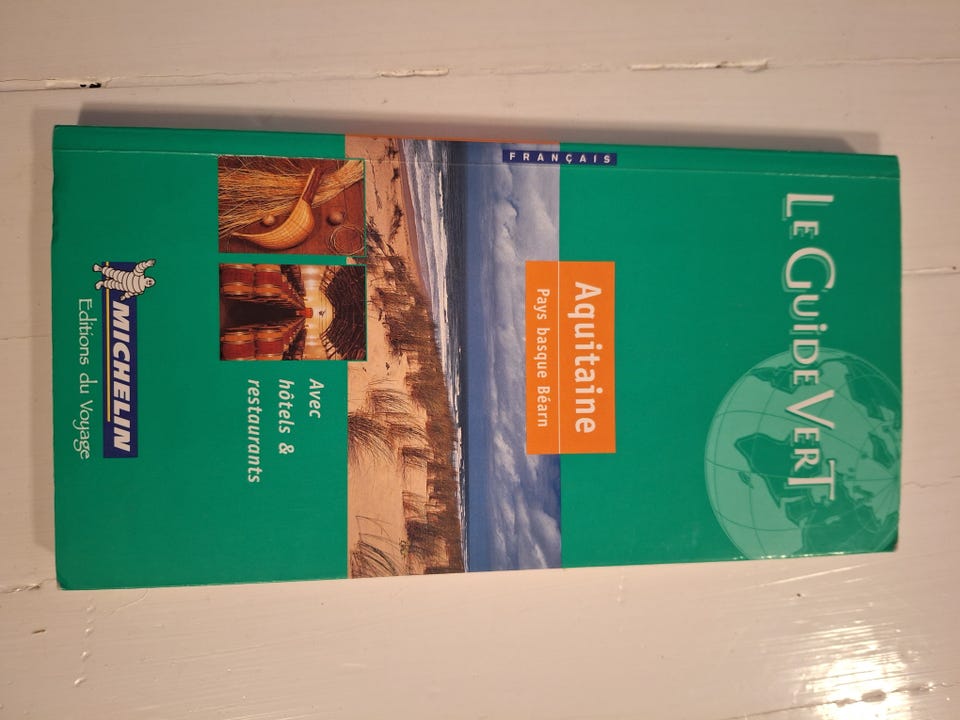 LE GUIDE VERT
FRANÇAIS
Aquitaine
Pays basque Béarn
Avec
hôtels &
restaurants
MICHELIN
Editions du Voyage